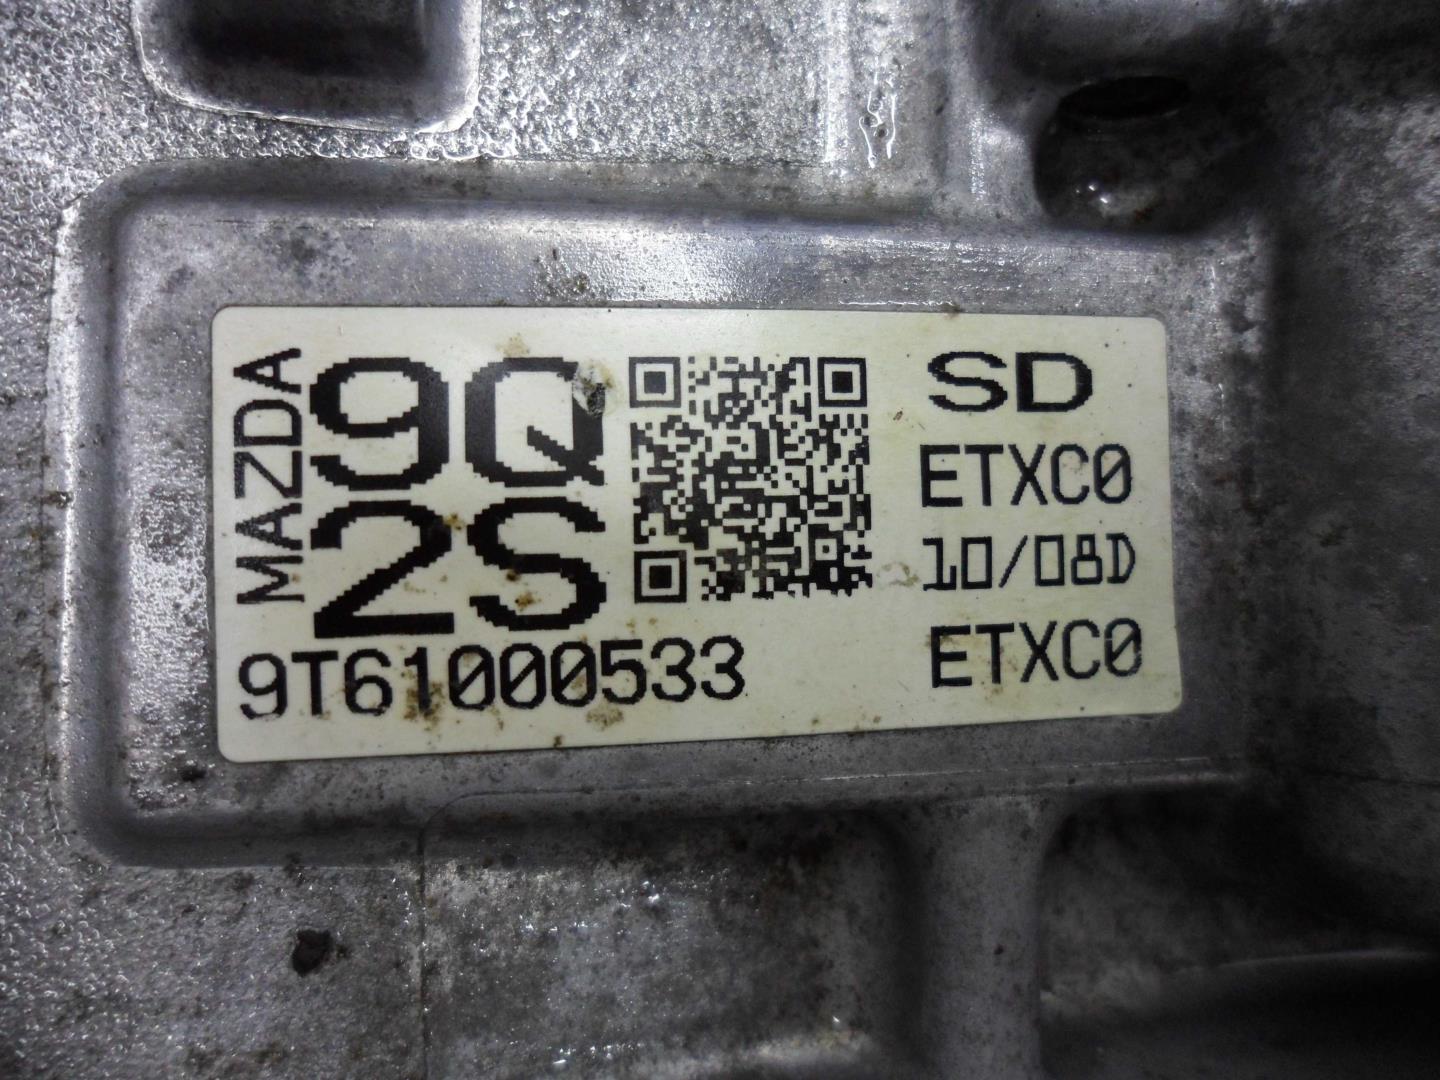 MAZDA
9Q
2S
9T61000533
SD
ETXC0
10/08D
ETXC0